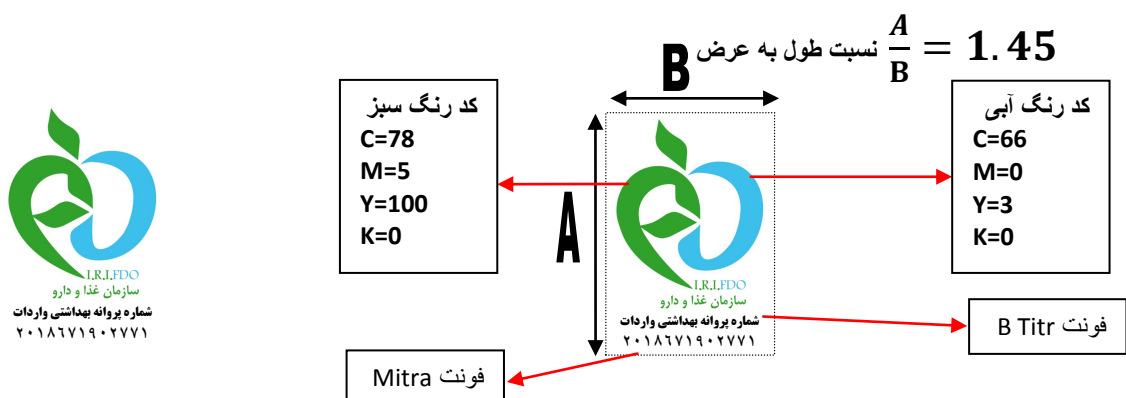 نسبت طول به عرض A/B = 1.45
B
A
کد رنگ سبز
C=78
M=5
Y=100
K=0
کد رنگ آبی
C=66
M=0
Y=3
K=0
I.R.I.FDO
سازمان غذا و دارو
شماره پروانه بهداشتی واردات
۲۰۱۸۶۷۱۹۰۲۷۷۱
I.R.I.FDO
سازمان غذا و دارو
شماره پروانه بهداشتی واردات
۲۰۱۸۶۷۱۹۰۲۷۷۱
فونت B Titr
فونت Mitra